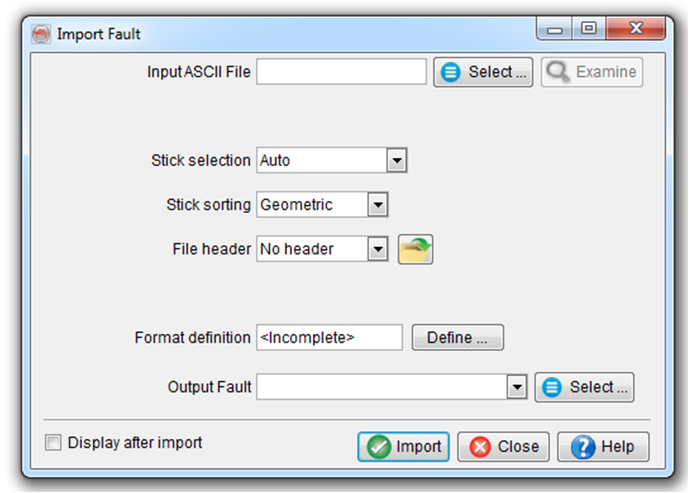 Import Fault
Input ASCII File Select ... Examine
Stick selection Auto
Stick sorting Geometric
File header No header
Format definition <Incomplete> Define ...
Output Fault Select ...
Display after import Import Close Help